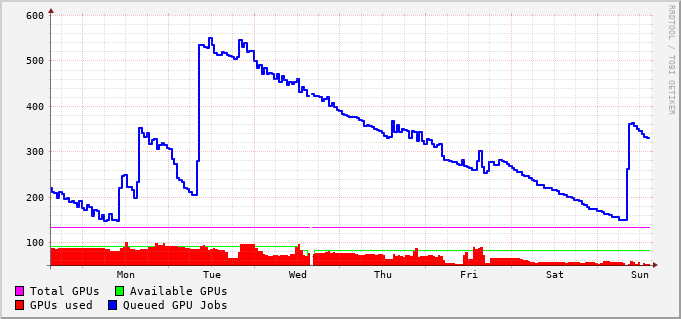 600
500
400
300
200
100
Mon Tue Wed Thu Fri Sat Sun
Total GPUs Available GPUs
GPUs used Queued GPU Jobs
RRDTOOL / TOBI OETIKER